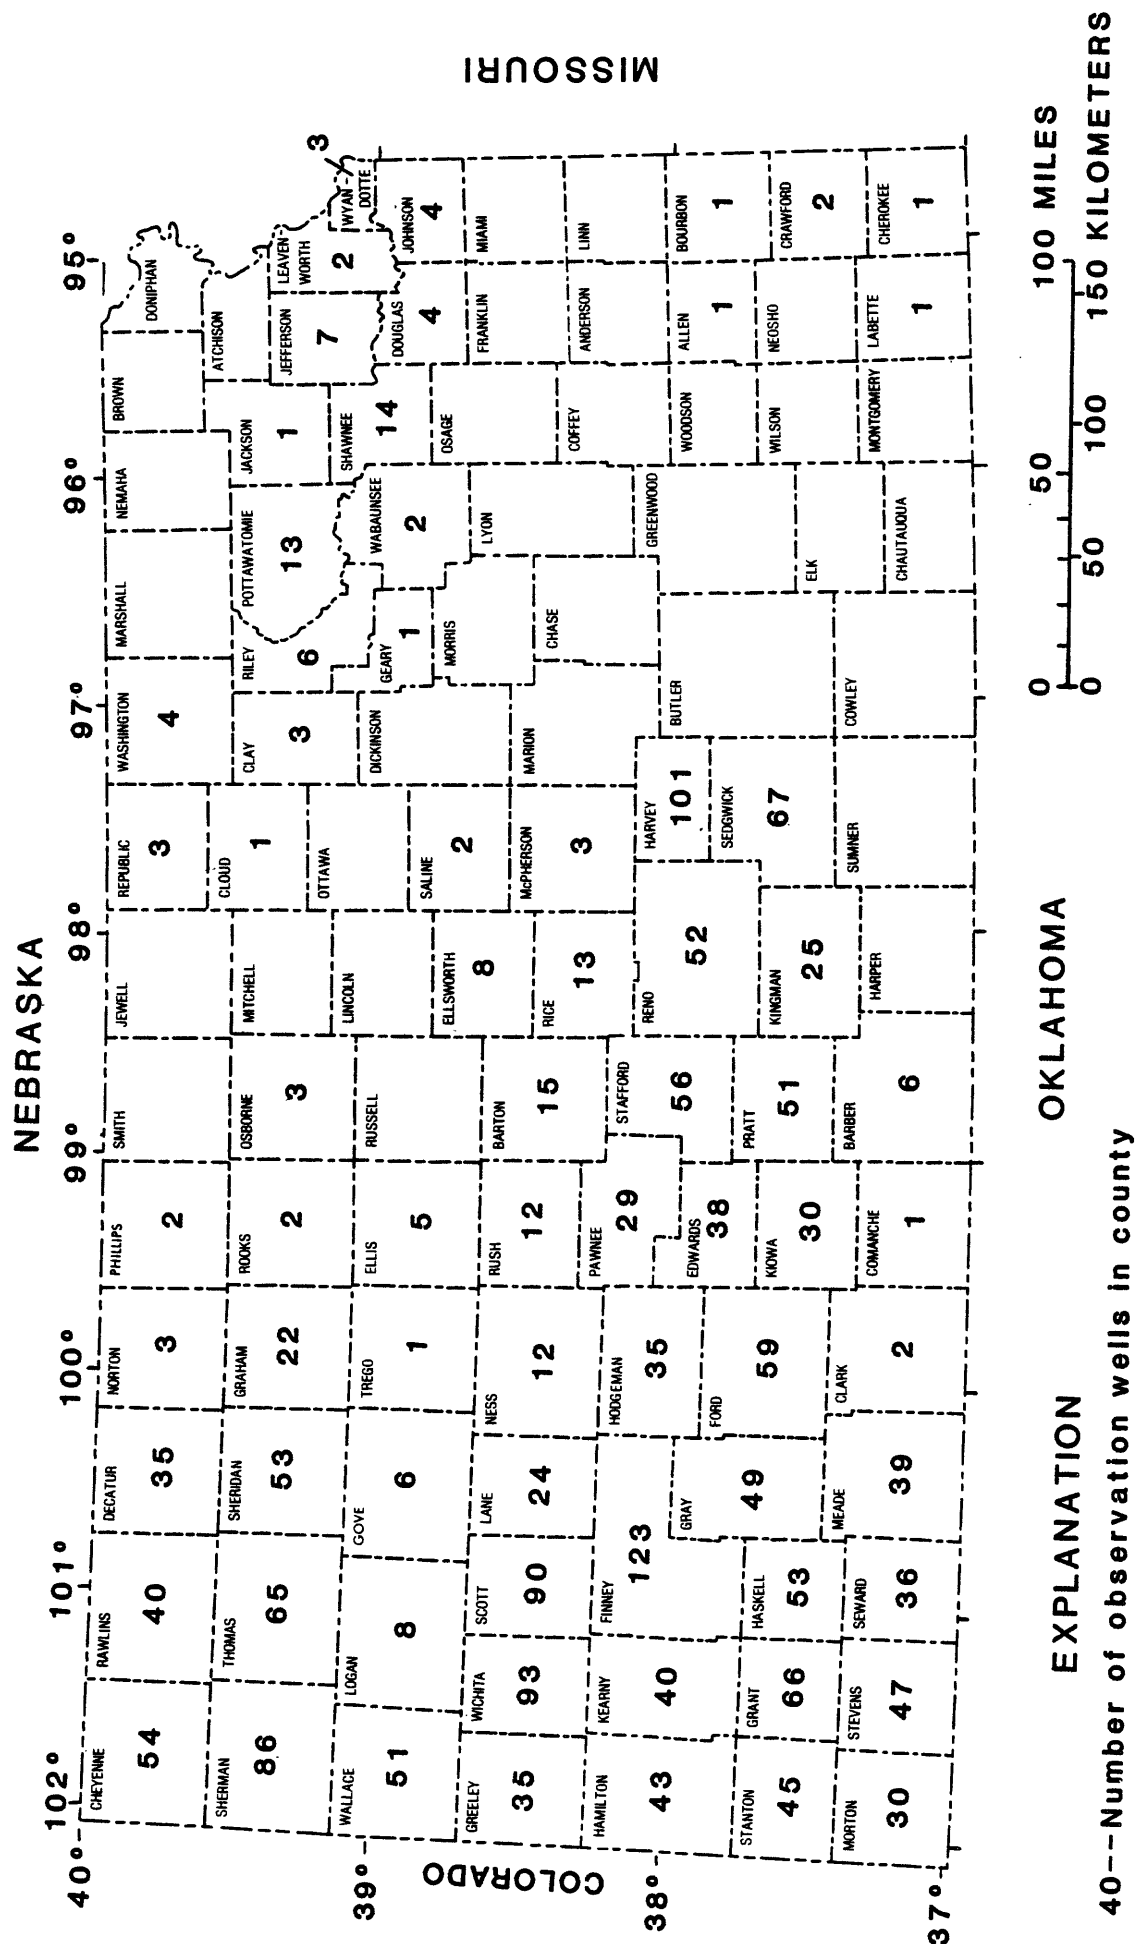 NEBRASKA
102°
101°
100°
99°
98°
97°
96°
95°
40°
39°
38°
37°
COLORADO
MISSOURI
CHEYENNE
54
RAWLINS
40
DECATUR
35
NORTON
3
PHILLIPS
2
SMITH
JEWELL
REPUBLIC
3
WASHINGTON
4
MARSHALL
NEMAHA
BROWN
DONIPHAN
SHERMAN
86
THOMAS
65
SHERIDAN
53
GRAHAM
22
ROOKS
2
OSBORNE
3
MITCHELL
CLOUD
1
CLAY
3
RILEY
6
POTTAWATOMIE
13
JACKSON
1
ATCHISON
JEFFERSON
7
LEAVEN-
WORTH
2
WYAN-
DOTTE
3
WALLACE
51
LOGAN
8
GOVE
6
TREGO
1
ELLIS
5
RUSSELL
LINCOLN
OTTAWA
SALINE
2
DICKINSON
GEARY
1
MORRIS
WABAUNSEE
2
SHAWNEE
14
OSAGE
DOUGLAS
4
JOHNSON
4
GREELEY
35
WICHITA
93
SCOTT
90
LANE
24
NESS
12
RUSH
12
BARTON
15
ELLSWORTH
8
RICE
13
McPHERSON
3
MARION
CHASE
LYON
COFFEY
FRANKLIN
MIAMI
ANDERSON
LINN
HAMILTON
43
KEARNY
40
FINNEY
123
HODGEMAN
35
PAWNEE
29
STAFFORD
56
RENO
52
HARVEY
101
SEDGWICK
67
BUTLER
GREENWOOD
WOODSON
ALLEN
1
BOURBON
1
STANTON
45
GRANT
66
HASKELL
53
GRAY
49
FORD
59
EDWARDS
38
KIOWA
30
PRATT
51
KINGMAN
25
ELK
WILSON
NEOSHO
CRAWFORD
2
MORTON
30
STEVENS
47
SEWARD
36
MEADE
39
CLARK
2
COMANCHE
1
BARBER
6
HARPER
SUMNER
COWLEY
CHAUTAUQUA
MONTGOMERY
LABETTE
1
CHEROKEE
1
OKLAHOMA
0 50 100 MILES
0 50 100 150 KILOMETERS
EXPLANATION
40--Number of observation wells in county